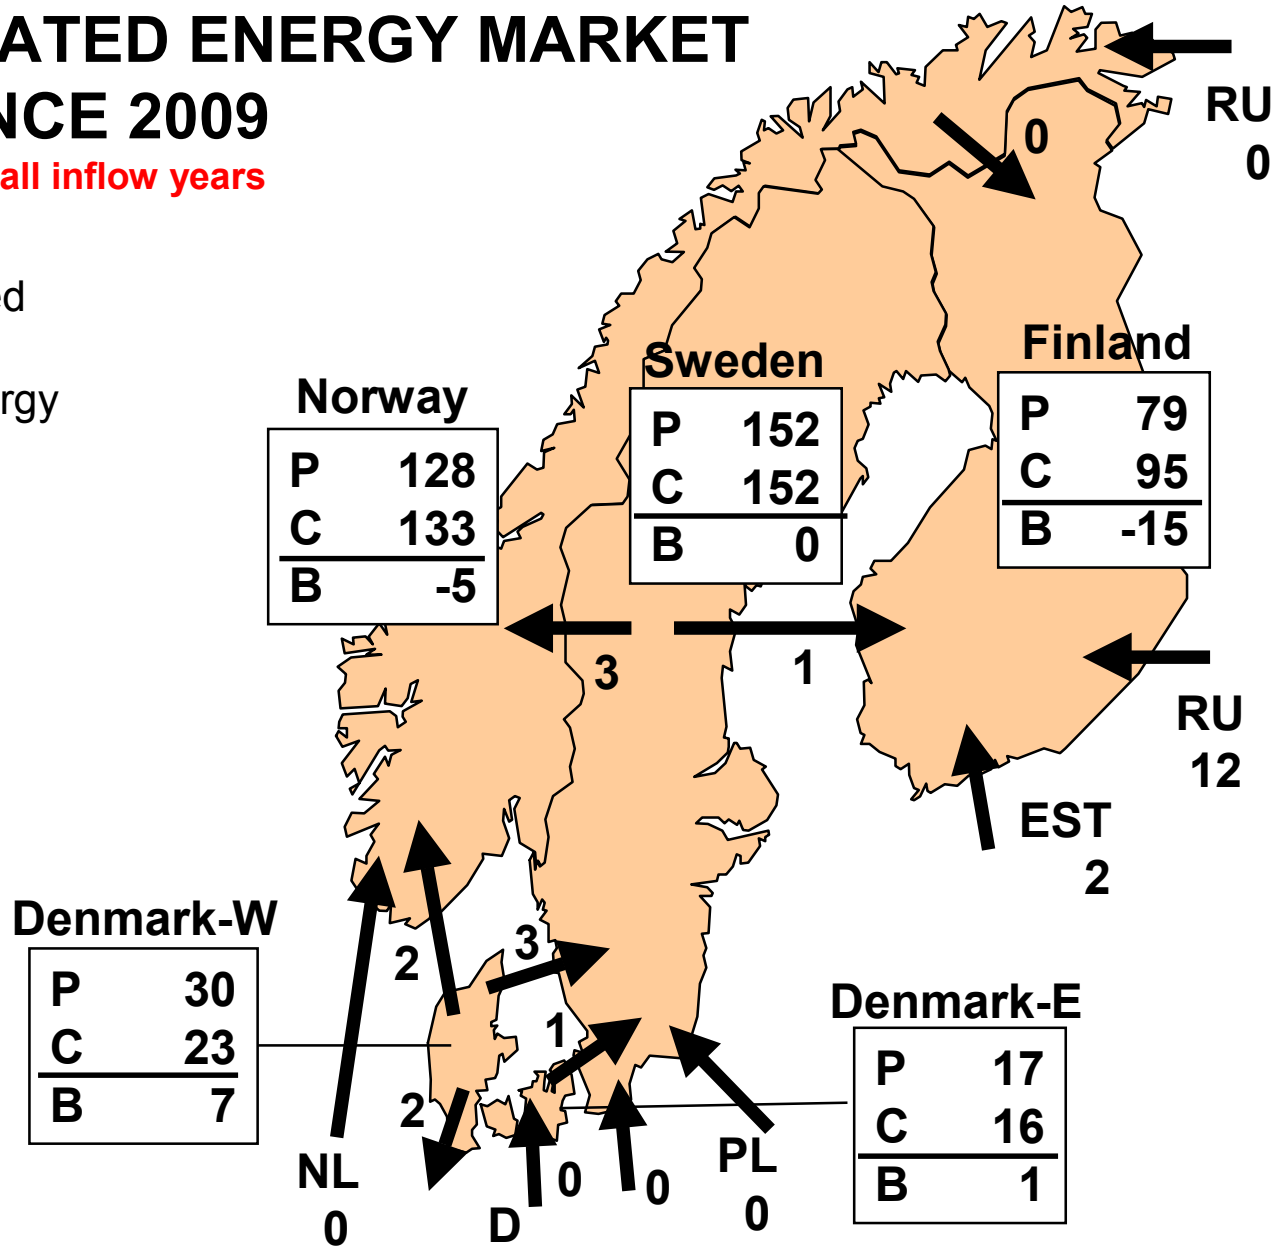 ATED ENERGY MARKET
NCE 2009
all inflow years
ed
rgy
RU
0
0
Norway
P 128
C 133
B -5
Sweden
P 152
C 152
B 0
Finland
P 79
C 95
B -15
3
1
RU
12
EST
2
Denmark-W
P 30
C 23
B 7
2
3
1
2
Denmark-E
P 17
C 16
B 1
NL
0
D
0
0
PL
0